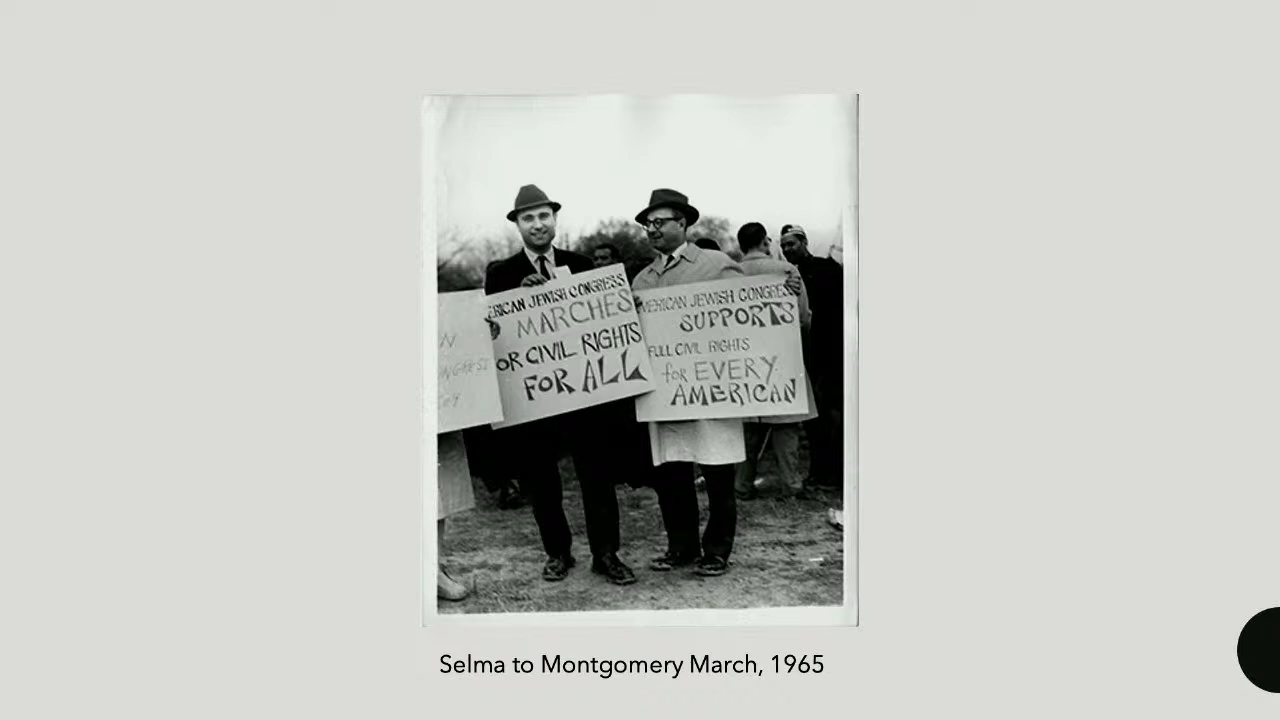 ERICAN JEWISH CONGRESS
MARCHES
OR CIVIL RIGHTS
FOR ALL
MERICAN JEWISH CONGRESS
SUPPORTS
FULL CIVIL RIGHTS
for EVERY
AMERICAN
Selma to Montgomery March, 1965